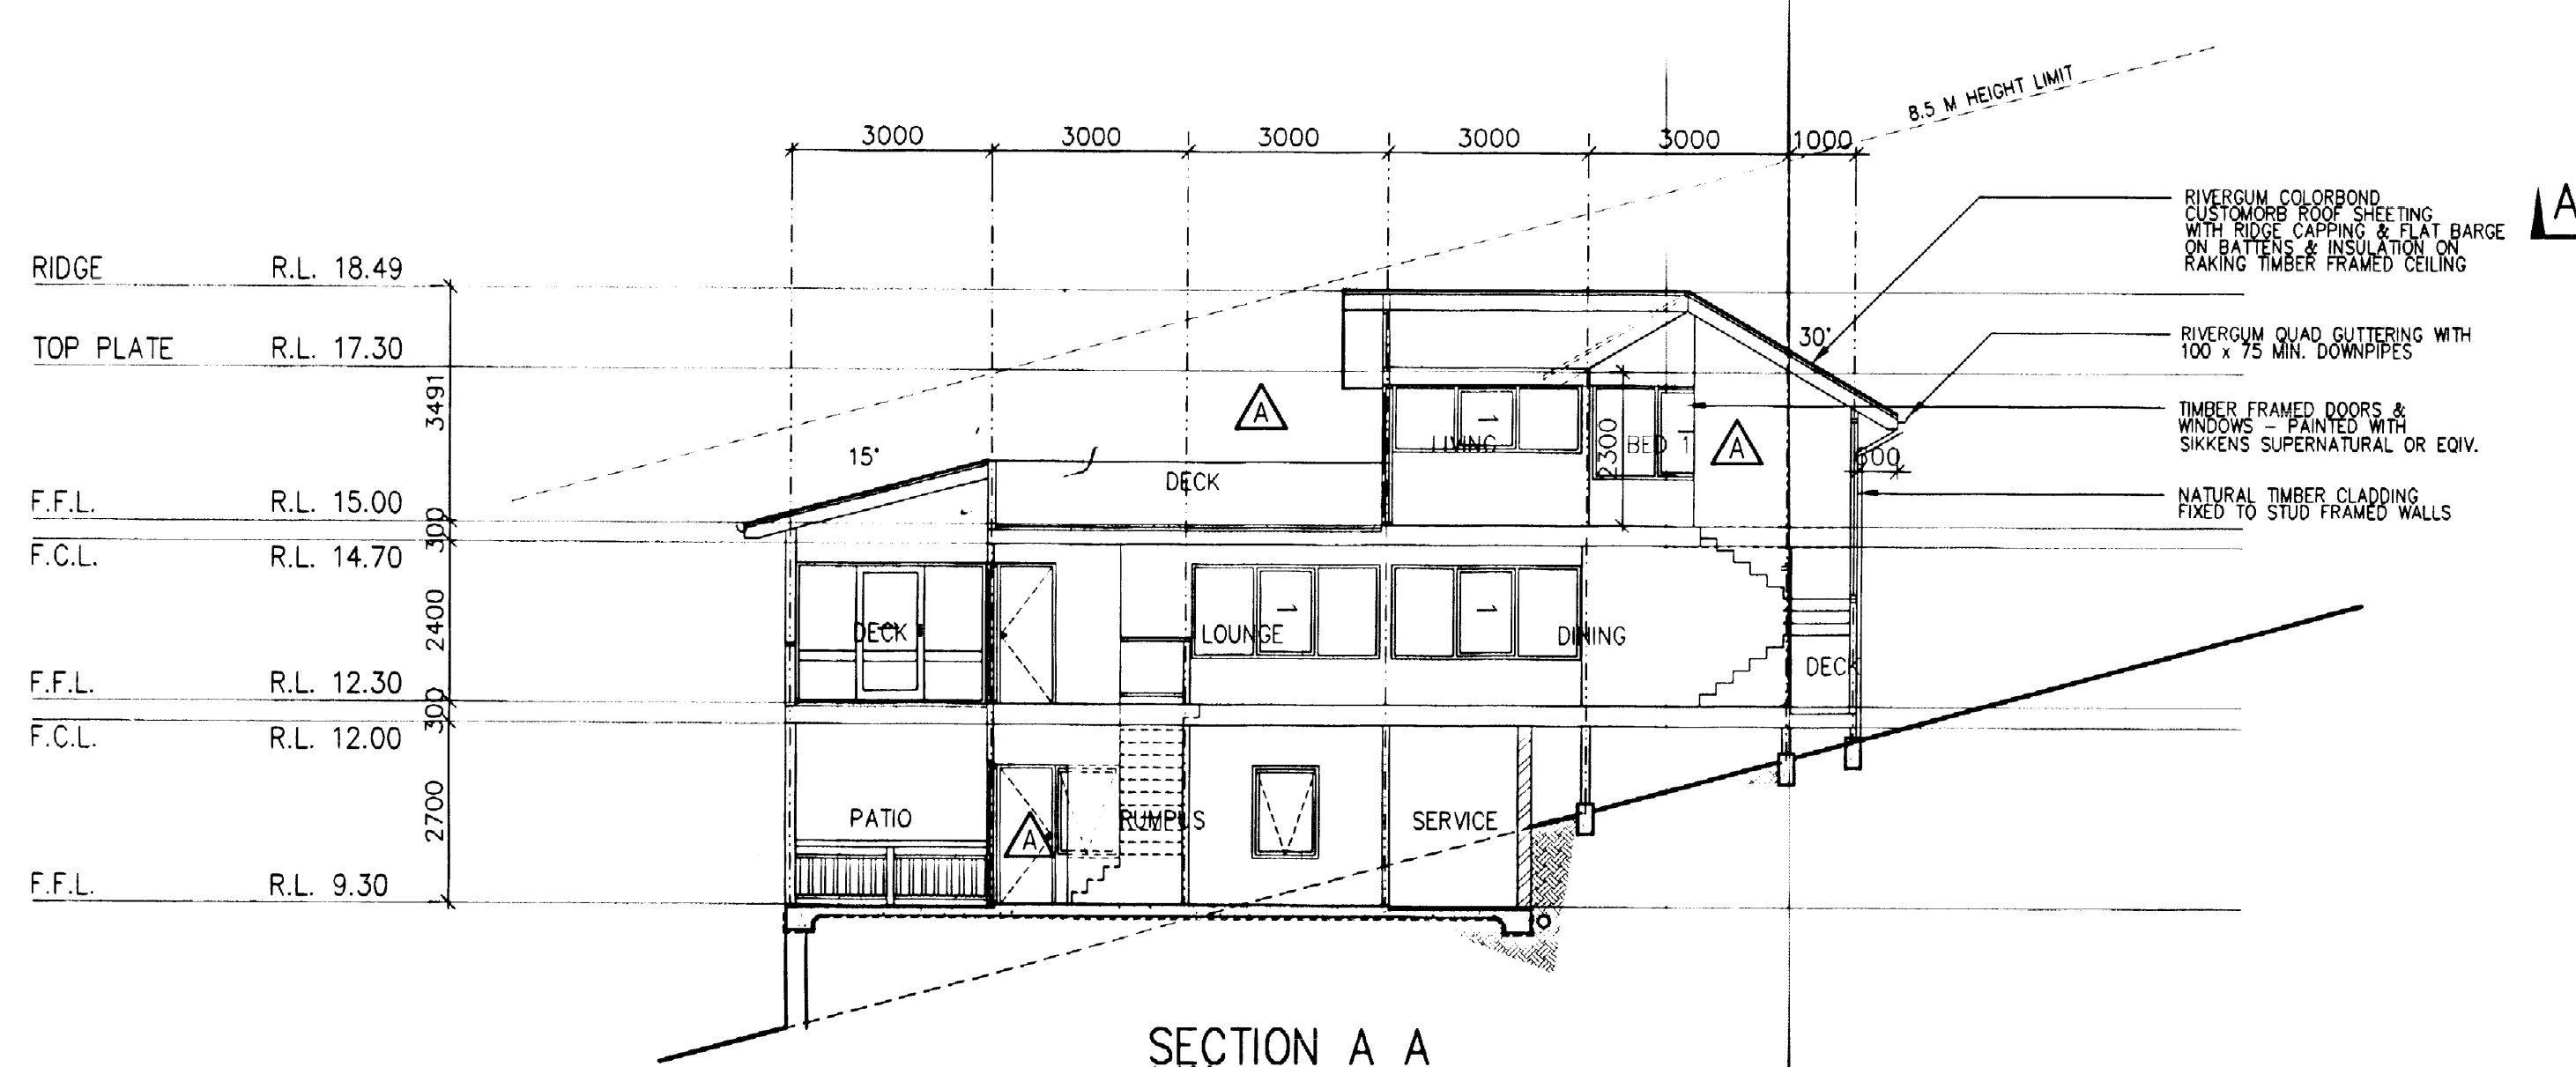 8.5 M HEIGHT LIMIT
3000 3000 3000 3000 3000 1000
RIVERGUM COLORBOND
CUSTOMORB ROOF SHEETING
WITH RIDGE CAPPING & FLAT BARGE
ON BATTENS & INSULATION ON
RAKING TIMBER FRAMED CEILING
A
RIDGE R.L. 18.49
TOP PLATE R.L. 17.30
30°
RIVERGUM QUAD GUTTERING WITH
100 x 75 MIN. DOWNPIPES
3491
A
1
LIVING
2300
BED 1
A
TIMBER FRAMED DOORS &
WINDOWS – PAINTED WITH
SIKKENS SUPERNATURAL OR EQIV.
15°
DECK
600
F.F.L. R.L. 15.00
300
NATURAL TIMBER CLADDING
FIXED TO STUD FRAMED WALLS
F.C.L. R.L. 14.70
2400
DECK
LOUNGE
1
1
DINING
DECK
F.F.L. R.L. 12.30
300
F.C.L. R.L. 12.00
2700
PATIO
A
RUMPUS
SERVICE
F.F.L. R.L. 9.30
SECTION A A